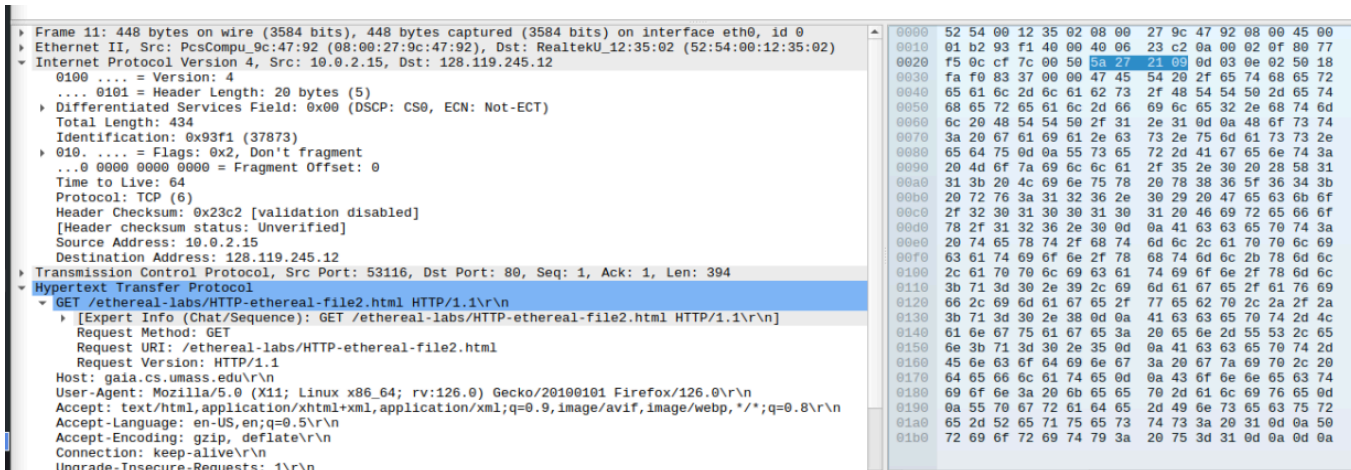 Frame 11: 448 bytes on wire (3584 bits), 448 bytes captured (3584 bits) on interface eth0, id 0
Ethernet II, Src: PcsCompu_9c:47:92 (08:00:27:9c:47:92), Dst: RealtekU_12:35:02 (52:54:00:12:35:02)
Internet Protocol Version 4, Src: 10.0.2.15, Dst: 128.119.245.12
0100 .... = Version: 4
.... 0101 = Header Length: 20 bytes (5)
Differentiated Services Field: 0x00 (DSCP: CS0, ECN: Not-ECT)
Total Length: 434
Identification: 0x93f1 (37873)
010. .... = Flags: 0x2, Don't fragment
...0 0000 0000 0000 = Fragment Offset: 0
Time to Live: 64
Protocol: TCP (6)
Header Checksum: 0x23c2 [validation disabled]
[Header checksum status: Unverified]
Source Address: 10.0.2.15
Destination Address: 128.119.245.12
Transmission Control Protocol, Src Port: 53116, Dst Port: 80, Seq: 1, Ack: 1, Len: 394
Hypertext Transfer Protocol
GET /ethereal-labs/HTTP-ethereal-file2.html HTTP/1.1\r\n
[Expert Info (Chat/Sequence): GET /ethereal-labs/HTTP-ethereal-file2.html HTTP/1.1\r\n]
Request Method: GET
Request URI: /ethereal-labs/HTTP-ethereal-file2.html
Request Version: HTTP/1.1
Host: gaia.cs.umass.edu\r\n
User-Agent: Mozilla/5.0 (X11; Linux x86_64; rv:126.0) Gecko/20100101 Firefox/126.0\r\n
Accept: text/html,application/xhtml+xml,application/xml;q=0.9,image/avif,image/webp,*/*;q=0.8\r\n
Accept-Language: en-US,en;q=0.5\r\n
Accept-Encoding: gzip, deflate\r\n
Connection: keep-alive\r\n
Upgrade-Insecure-Requests: 1\r\n
0000 52 54 00 12 35 02 08 00 27 9c 47 92 08 00 45 00
0010 01 b2 93 f1 40 00 40 06 23 c2 0a 00 02 0f 80 77
0020 f5 0c cf 7c 00 50 5a 27 21 09 0d 03 0e 02 50 18
0030 fa f0 83 37 00 00 47 45 54 20 2f 65 74 68 65 72
0040 65 61 6c 2d 6c 61 62 73 2f 48 54 54 50 2d 65 74
0050 68 65 72 65 61 6c 2d 66 69 6c 65 32 2e 68 74 6d
0060 6c 20 48 54 54 50 2f 31 2e 31 0d 0a 48 6f 73 74
0070 3a 20 67 61 69 61 2e 63 73 2e 75 6d 61 73 73 2e
0080 65 64 75 0d 0a 55 73 65 72 2d 41 67 65 6e 74 3a
0090 20 4d 6f 7a 69 6c 6c 61 2f 35 2e 30 20 28 58 31
00a0 31 3b 20 4c 69 6e 75 78 20 78 38 36 5f 36 34 3b
00b0 20 72 76 3a 31 32 36 2e 30 29 20 47 65 63 6b 6f
00c0 2f 32 30 31 30 30 31 30 31 20 46 69 72 65 66 6f
00d0 78 2f 31 32 36 2e 30 0d 0a 41 63 63 65 70 74 3a
00e0 20 74 65 78 74 2f 68 74 6d 6c 2c 61 70 70 6c 69
00f0 63 61 74 69 6f 6e 2f 78 68 74 6d 6c 2b 78 6d 6c
0100 2c 61 70 70 6c 69 63 61 74 69 6f 6e 2f 78 6d 6c
0110 3b 71 3d 30 2e 39 2c 69 6d 61 67 65 2f 61 76 69
0120 66 2c 69 6d 61 67 65 2f 77 65 62 70 2c 2a 2f 2a
0130 3b 71 3d 30 2e 38 0d 0a 41 63 63 65 70 74 2d 4c
0140 61 6e 67 75 61 67 65 3a 20 65 6e 2d 55 53 2c 65
0150 6e 3b 71 3d 30 2e 35 0d 0a 41 63 63 65 70 74 2d
0160 45 6e 63 6f 64 69 6e 67 3a 20 67 7a 69 70 2c 20
0170 64 65 66 6c 61 74 65 0d 0a 43 6f 6e 6e 65 63 74
0180 69 6f 6e 3a 20 6b 65 65 70 2d 61 6c 69 76 65 0d
0190 0a 55 70 67 72 61 64 65 2d 49 6e 73 65 63 75 72
01a0 65 2d 52 65 71 75 65 73 74 73 3a 20 31 0d 0a 50
01b0 72 69 6f 72 69 74 79 3a 20 75 3d 31 0d 0a 0d 0a